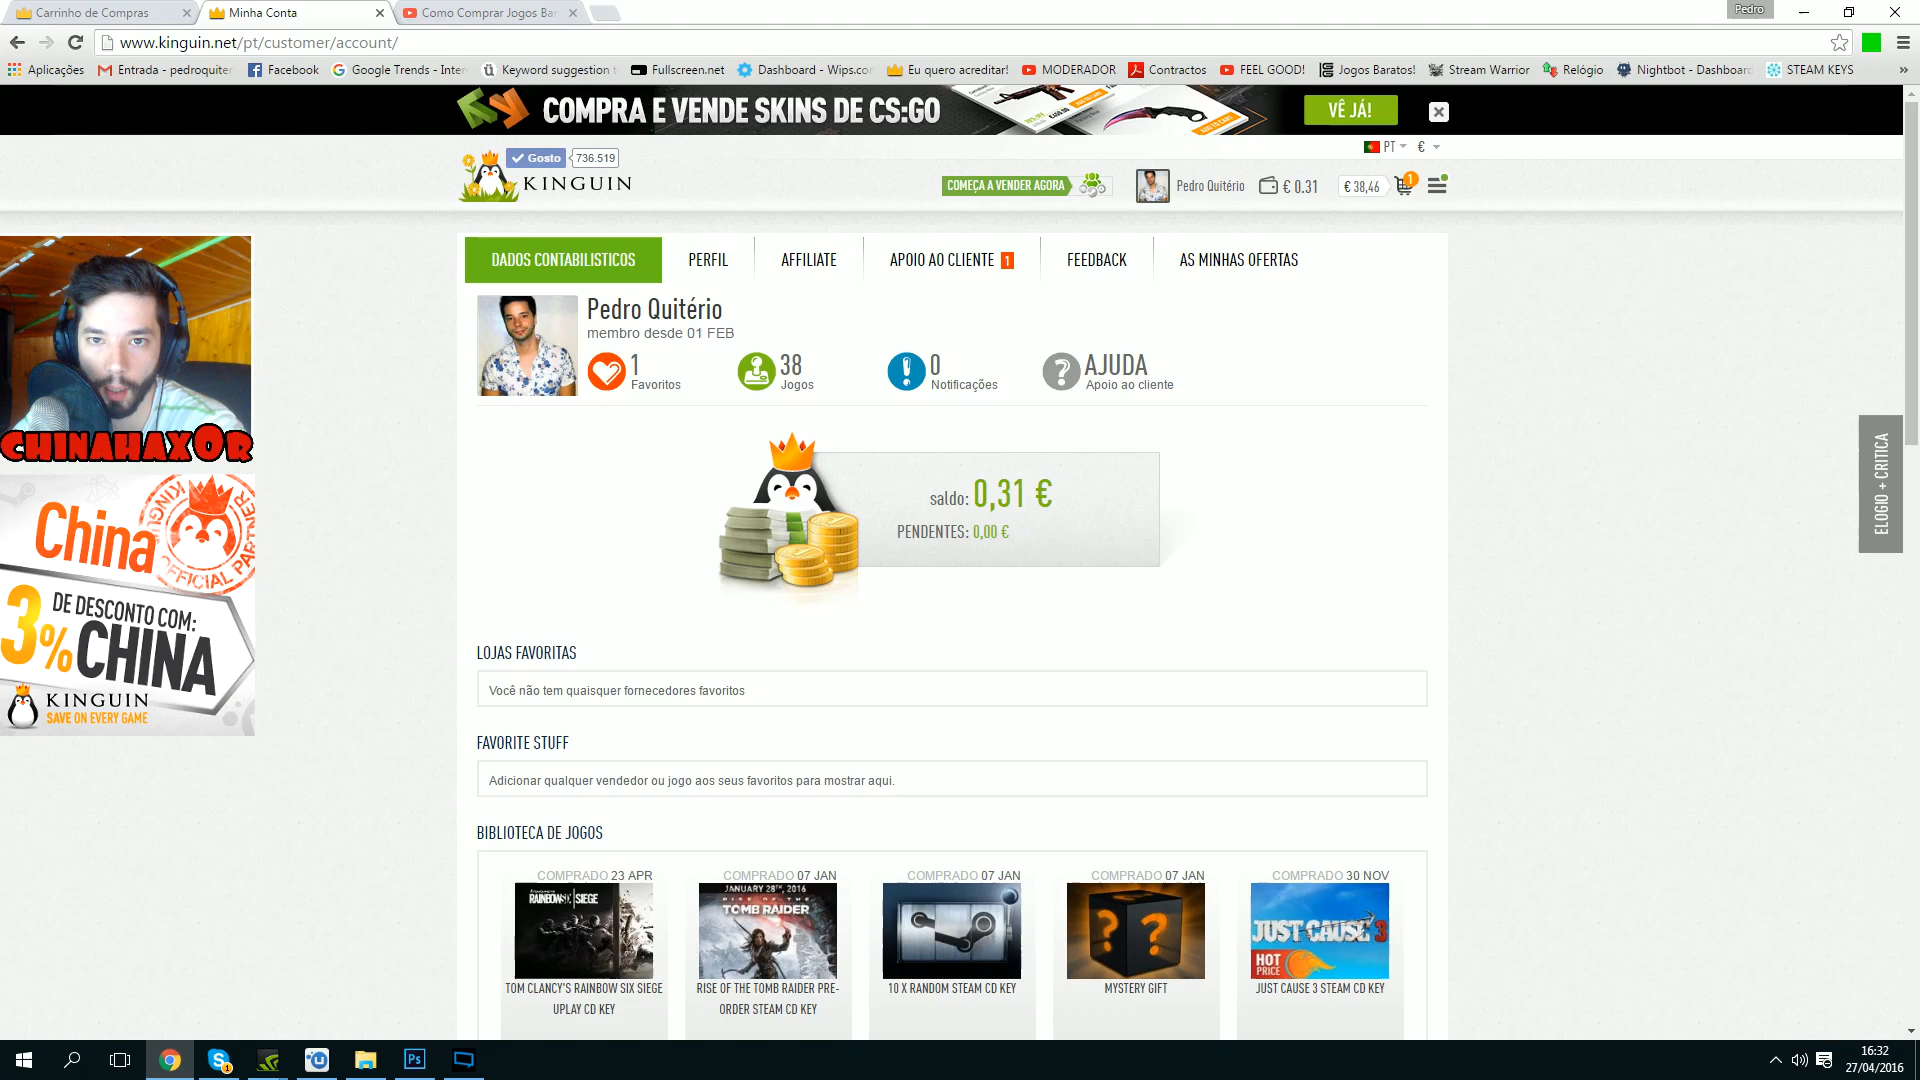 Carrinho de Compras
Minha Conta
Como Comprar Jogos Bar
Pedro
www.kinguin.net/pt/customer/account/
Aplicações
Entrada - pedroquiter
Facebook
Google Trends - Inter
Keyword suggestion t
Fullscreen.net
Dashboard - Wips.com
Eu quero acreditar!
MODERADOR
Contractos
FEEL GOOD!
Jogos Baratos!
Stream Warrior
Relógio
Nightbot - Dashboard
STEAM KEYS
»
COMPRA E VENDE SKINS DE CS:GO
VÊ JÁ!
PT
€
Gosto
736.519
KINGUIN
COMEÇA A VENDER AGORA
Pedro Quitério
€ 0.31
€ 38,46
1
DADOS CONTABILISTICOS
PERFIL
AFFILIATE
APOIO AO CLIENTE 1
FEEDBACK
AS MINHAS OFERTAS
Pedro Quitério
membro desde 01 FEB
1
Favoritos
38
Jogos
0
Notificações
AJUDA
Apoio ao cliente
CHINAHAX0R
China
KINGUIN
OFFICIAL PARTNER
3%
DE DESCONTO COM:
CHINA
KINGUIN
SAVE ON EVERY GAME
saldo: 0,31 €
PENDENTES: 0,00 €
ELOGIO + CRITICA
LOJAS FAVORITAS
Você não tem quaisquer fornecedores favoritos
FAVORITE STUFF
Adicionar qualquer vendedor ou jogo aos seus favoritos para mostrar aqui.
BIBLIOTECA DE JOGOS
COMPRADO 23 APR
COMPRADO 07 JAN
COMPRADO 07 JAN
COMPRADO 07 JAN
COMPRADO 30 NOV
RAINBOW SIX SIEGE
JANUARY 28TH, 2016
RISE OF THE
TOMB RAIDER
JUST CAUSE 3
HOT
PRICE
TOM CLANCY'S RAINBOW SIX SIEGE
UPLAY CD KEY
RISE OF THE TOMB RAIDER PRE-
ORDER STEAM CD KEY
10 X RANDOM STEAM CD KEY
MYSTERY GIFT
JUST CAUSE 3 STEAM CD KEY
1
Ps
16:32
27/04/2016